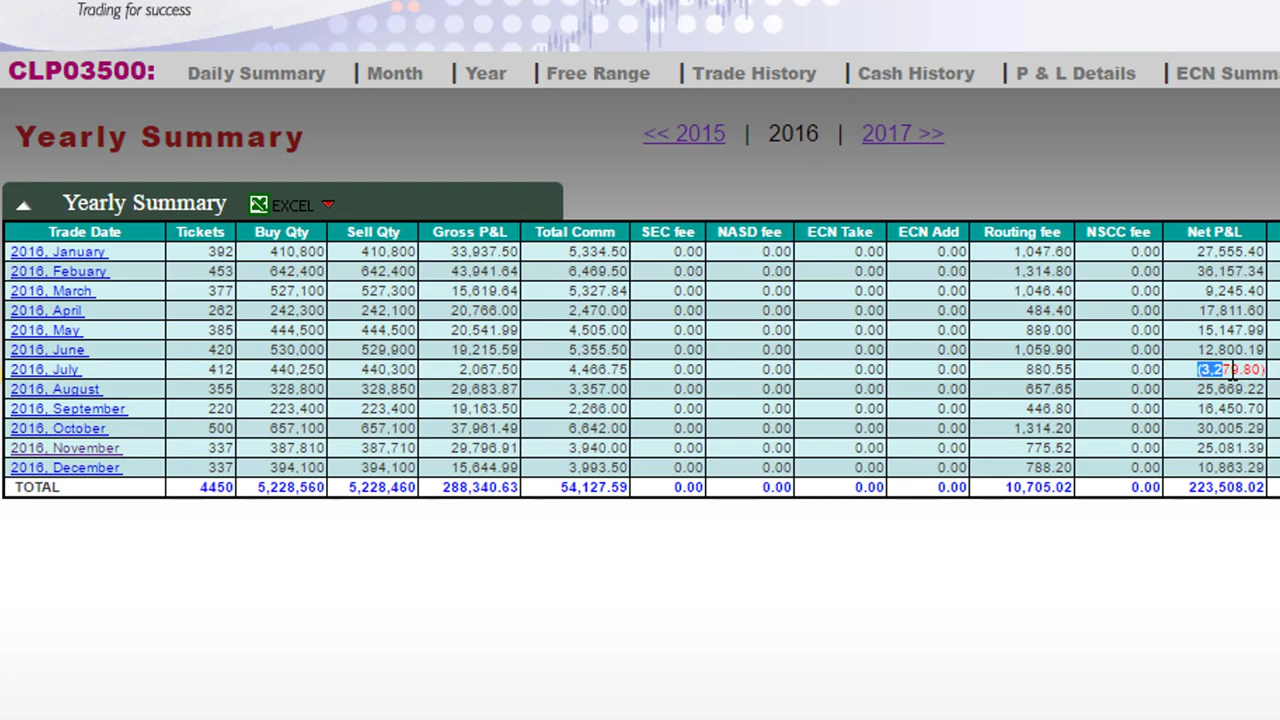 Trading for success
CLP03500: Daily Summary | Month | Year | Free Range | Trade History | Cash History | P & L Details | ECN Summ
Yearly Summary << 2015 | 2016 | 2017 >>
Yearly Summary EXCEL
Trade Date Tickets Buy Qty Sell Qty Gross P&L Total Comm SEC fee NASD fee ECN Take ECN Add Routing fee NSCC fee Net P&L
2016, January 392 410,800 410,800 33,937.50 5,334.50 0.00 0.00 0.00 0.00 1,047.60 0.00 27,555.40
2016, Febuary 453 642,400 642,400 43,941.64 6,469.50 0.00 0.00 0.00 0.00 1,314.80 0.00 36,157.34
2016, March 377 527,100 527,300 15,619.64 5,327.84 0.00 0.00 0.00 0.00 1,046.40 0.00 9,245.40
2016, April 262 242,300 242,100 20,766.00 2,470.00 0.00 0.00 0.00 0.00 484.40 0.00 17,811.60
2016, May 385 444,500 444,500 20,541.99 4,505.00 0.00 0.00 0.00 0.00 889.00 0.00 15,147.99
2016, June 420 530,000 529,900 19,215.59 5,355.50 0.00 0.00 0.00 0.00 1,059.90 0.00 12,800.19
2016, July 412 440,250 440,300 2,067.50 4,466.75 0.00 0.00 0.00 0.00 880.55 0.00 (3,279.80)
2016, August 355 328,800 328,850 29,683.87 3,357.00 0.00 0.00 0.00 0.00 657.65 0.00 25,669.22
2016, September 220 223,400 223,400 19,163.50 2,266.00 0.00 0.00 0.00 0.00 446.80 0.00 16,450.70
2016, October 500 657,100 657,100 37,961.49 6,642.00 0.00 0.00 0.00 0.00 1,314.20 0.00 30,005.29
2016, November 337 387,810 387,710 29,796.91 3,940.00 0.00 0.00 0.00 0.00 775.52 0.00 25,081.39
2016, December 337 394,100 394,100 15,644.99 3,993.50 0.00 0.00 0.00 0.00 788.20 0.00 10,863.29
TOTAL 4450 5,228,560 5,228,460 288,340.63 54,127.59 0.00 0.00 0.00 0.00 10,705.02 0.00 223,508.02